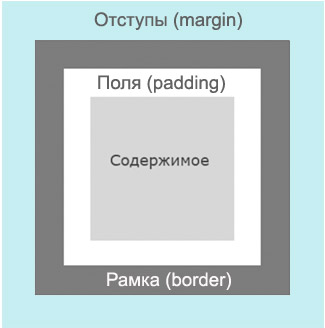 Отступы (margin)
Поля (padding)
Содержимое
Рамка (border)